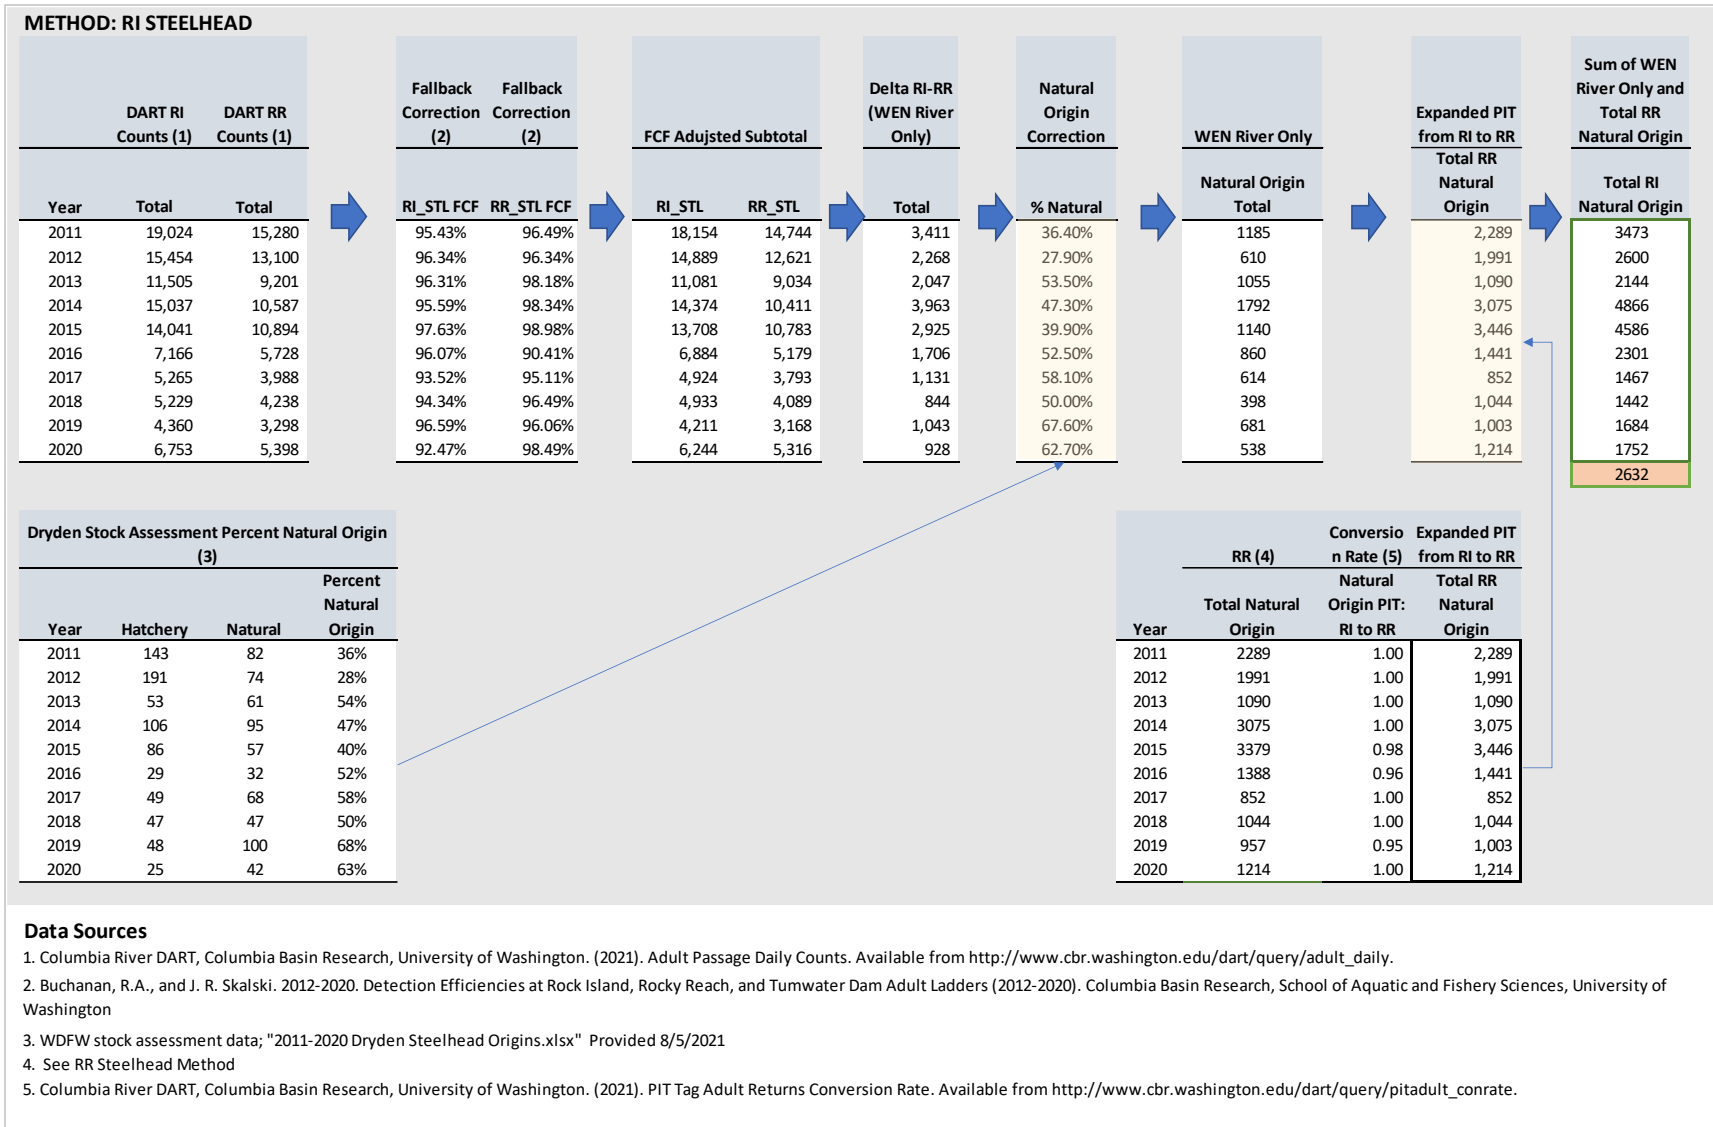 METHOD: RI STEELHEAD
DART RI Counts (1) DART RR Counts (1) Fallback Correction (2) Fallback Correction (2) FCF Adjusted Subtotal Delta RI-RR (WEN River Only) Natural Origin Correction WEN River Only Expanded PIT from RI to RR Sum of WEN River Only and Total RR Natural Origin
Year Total Total RI_STL FCF RR_STL FCF RI_STL RR_STL Total % Natural Natural Origin Total Total RR Natural Origin Total RI Natural Origin
2011 19,024 15,280 95.43% 96.49% 18,154 14,744 3,411 36.40% 1185 2,289 3473
2012 15,454 13,100 96.34% 96.34% 14,889 12,621 2,268 27.90% 610 1,991 2600
2013 11,505 9,201 96.31% 98.18% 11,081 9,034 2,047 53.50% 1055 1,090 2144
2014 15,037 10,587 95.59% 98.34% 14,374 10,411 3,963 47.30% 1792 3,075 4866
2015 14,041 10,894 97.63% 98.98% 13,708 10,783 2,925 39.90% 1140 3,446 4586
2016 7,166 5,728 96.07% 90.41% 6,884 5,179 1,706 52.50% 860 1,441 2301
2017 5,265 3,988 93.52% 95.11% 4,924 3,793 1,131 58.10% 614 852 1467
2018 5,229 4,238 94.34% 96.49% 4,933 4,089 844 50.00% 398 1,044 1442
2019 4,360 3,298 96.59% 96.06% 4,211 3,168 1,043 67.60% 681 1,003 1684
2020 6,753 5,398 92.47% 98.49% 6,244 5,316 928 62.70% 538 1,214 1752
2632
Dryden Stock Assessment Percent Natural Origin
(3)
Year Hatchery Natural Percent Natural Origin
2011 143 82 36%
2012 191 74 28%
2013 53 61 54%
2014 106 95 47%
2015 86 57 40%
2016 29 32 52%
2017 49 68 58%
2018 47 47 50%
2019 48 100 68%
2020 25 42 63%
RR (4) Conversio n Rate (5) Expanded PIT from RI to RR
Year Total Natural Origin Natural Origin PIT: RI to RR Total RR Natural Origin
2011 2289 1.00 2,289
2012 1991 1.00 1,991
2013 1090 1.00 1,090
2014 3075 1.00 3,075
2015 3379 0.98 3,446
2016 1388 0.96 1,441
2017 852 1.00 852
2018 1044 1.00 1,044
2019 957 0.95 1,003
2020 1214 1.00 1,214
Data Sources
1. Columbia River DART, Columbia Basin Research, University of Washington. (2021). Adult Passage Daily Counts. Available from http://www.cbr.washington.edu/dart/query/adult_daily.
2. Buchanan, R.A., and J. R. Skalski. 2012-2020. Detection Efficiencies at Rock Island, Rocky Reach, and Tumwater Dam Adult Ladders (2012-2020). Columbia Basin Research, School of Aquatic and Fishery Sciences, University of
Washington
3. WDFW stock assessment data; "2011-2020 Dryden Steelhead Origins.xlsx" Provided 8/5/2021
4. See RR Steelhead Method
5. Columbia River DART, Columbia Basin Research, University of Washington. (2021). PIT Tag Adult Returns Conversion Rate. Available from http://www.cbr.washington.edu/dart/query/pitadult_conrate.